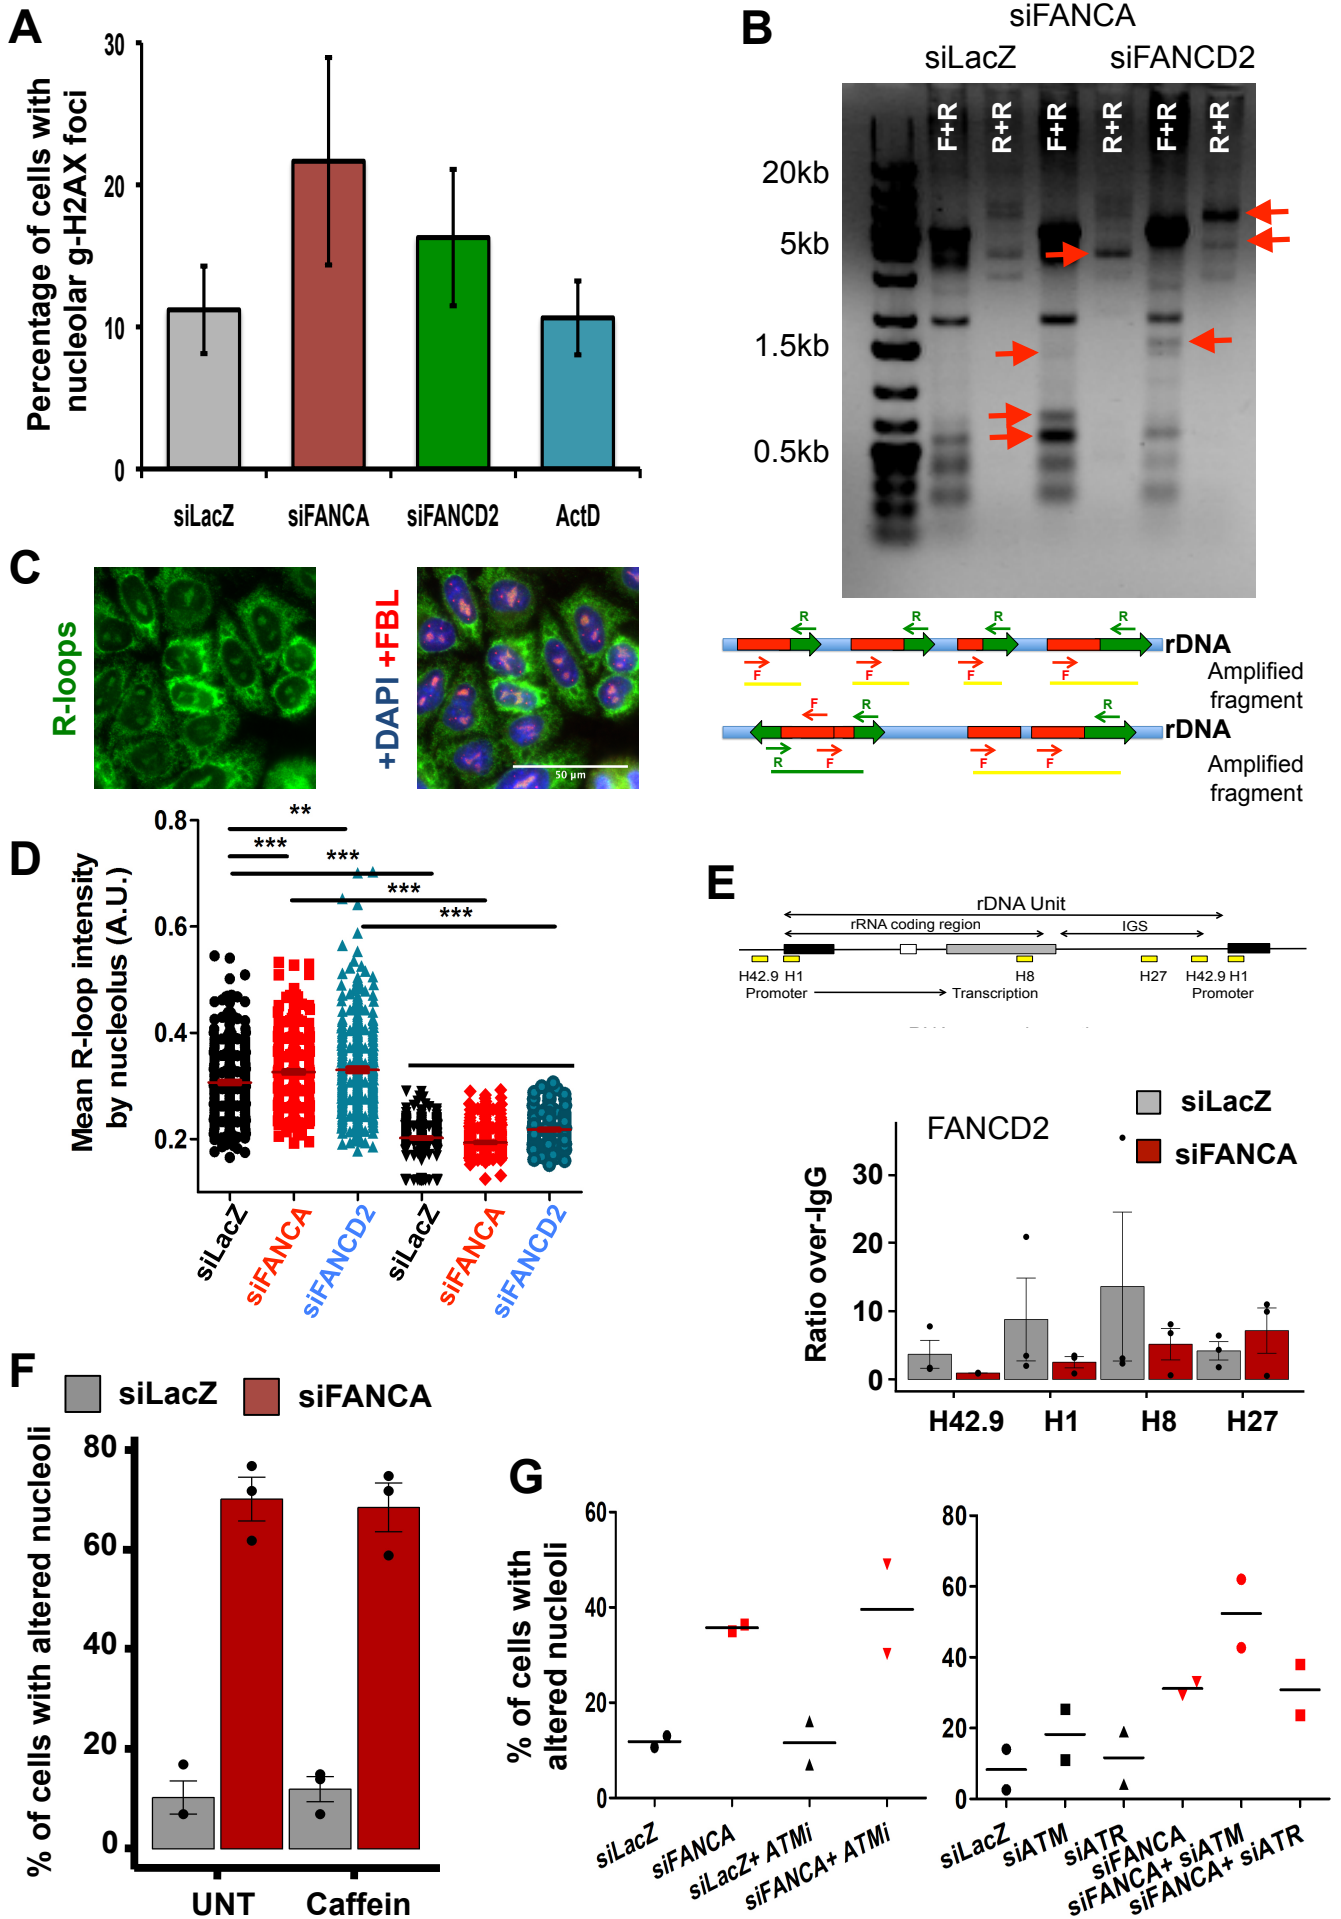 A
Percentage of cells with
nucleolar g-H2AX foci
30
20
10
0
siLacZ siFANCA siFANCD2 ActD
B
siFANCA
siLacZ siFANCD2
F+R R+R F+R R+R F+R R+R
20kb
5kb
1.5kb
0.5kb
R R R R
rDNA
F F F F
Amplified
fragment
F R R
rDNA
R F F F
Amplified
fragment
C
R-loops
+DAPI +FBL
50 µm
D
Mean R-loop intensity
by nucleolus (A.U.)
0.8
0.6
0.4
0.2
**
***
***
***
***
siLacZ
siFANCA
siFANCD2
siLacZ
siFANCA
siFANCD2
E
rDNA Unit
rRNA coding region IGS
H42.9 H1 H8 H27 H42.9 H1
Promoter Transcription Promoter
siLacZ
FANCD2
siFANCA
Ratio over-IgG
30
20
10
0
H42.9 H1 H8 H27
F
siLacZ siFANCA
% of cells with altered nucleoli
80
60
40
20
0
UNT Caffein
G
% of cells with
altered nucleoli
60
40
20
0
siLacZ
siFANCA
siLacZ+ ATMi
siFANCA+ ATMi
80
60
40
20
0
siLacZ
siATM
siATR
siFANCA
siFANCA+ siATM
siFANCA+ siATR